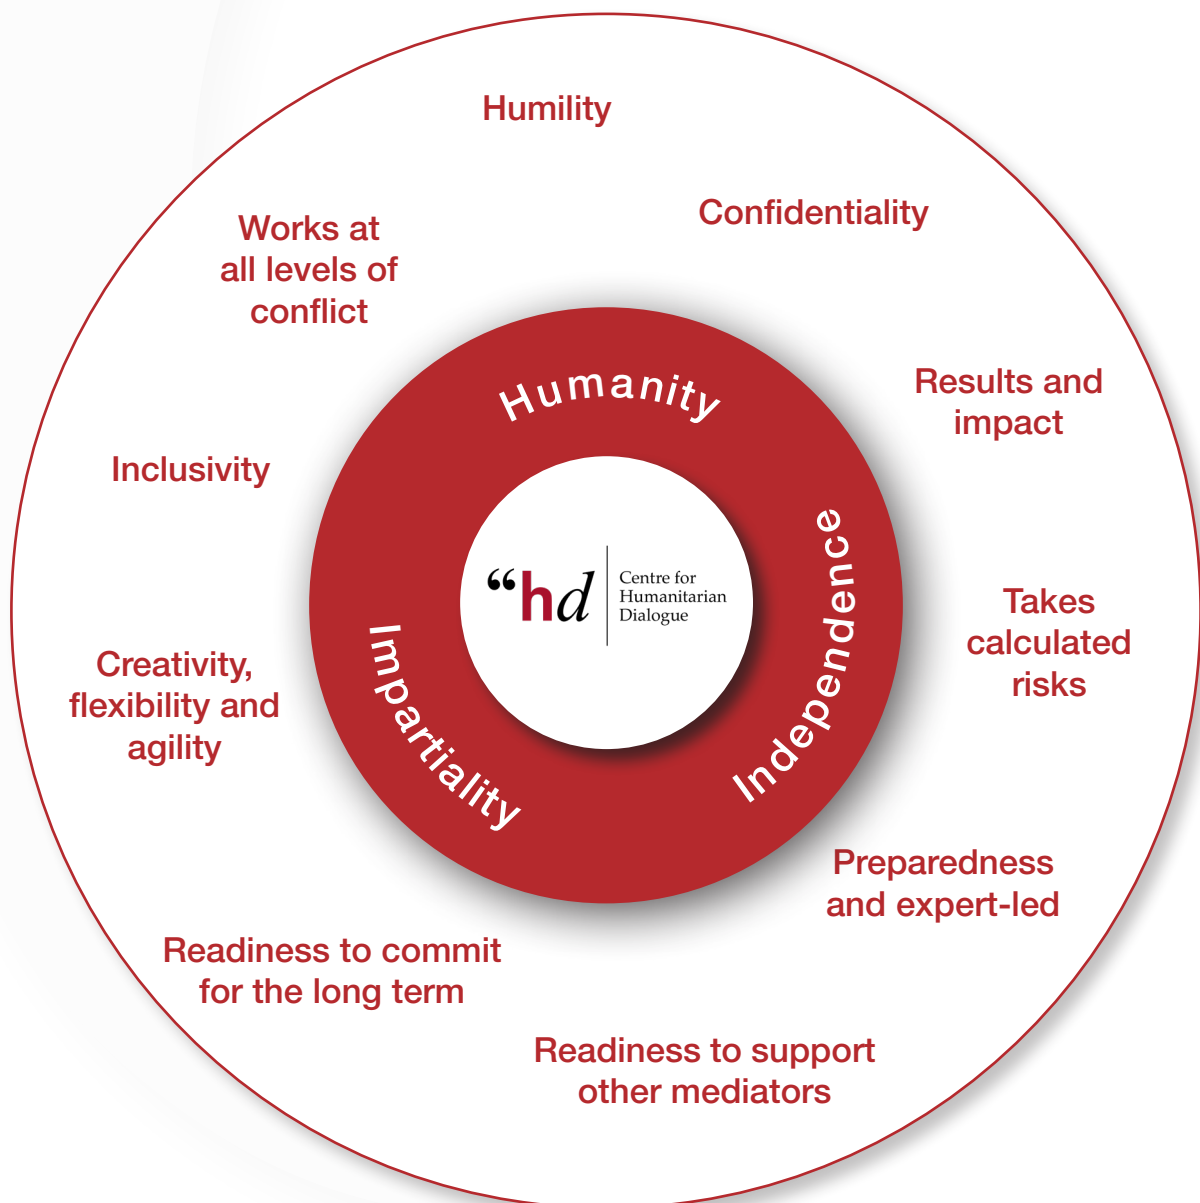 Humility
Confidentiality
Works at
all levels of
conflict
Results and
impact
Humanity
Inclusivity
Independence
“hd
Centre for
Humanitarian
Dialogue
Takes
calculated
risks
Impartiality
Creativity,
flexibility and
agility
Preparedness
and expert-led
Readiness to commit
for the long term
Readiness to support
other mediators